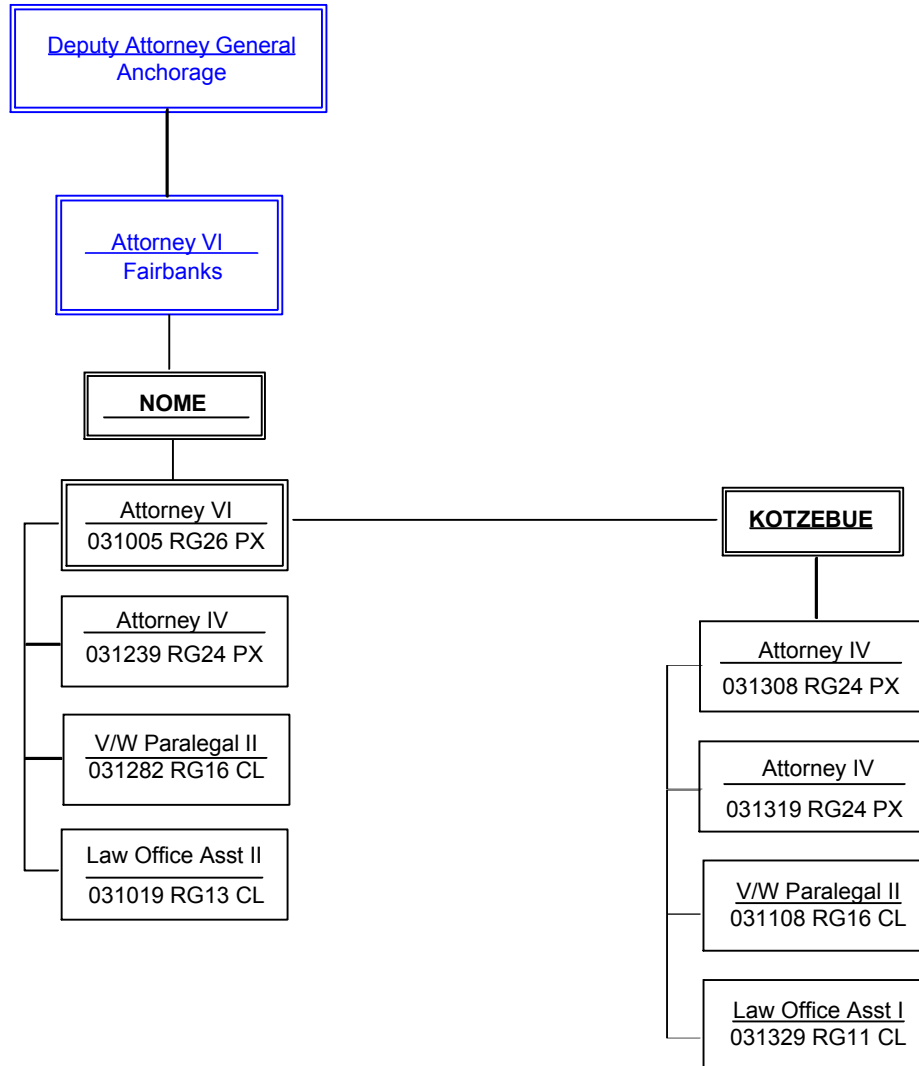 Deputy Attorney General
Anchorage
Attorney VI
Fairbanks
NOME
Attorney VI
031005 RG26 PX
Attorney IV
031239 RG24 PX
V/W Paralegal II
031282 RG16 CL
Law Office Asst II
031019 RG13 CL
KOTZEBUE
Attorney IV
031308 RG24 PX
Attorney IV
031319 RG24 PX
V/W Paralegal II
031108 RG16 CL
Law Office Asst I
031329 RG11 CL